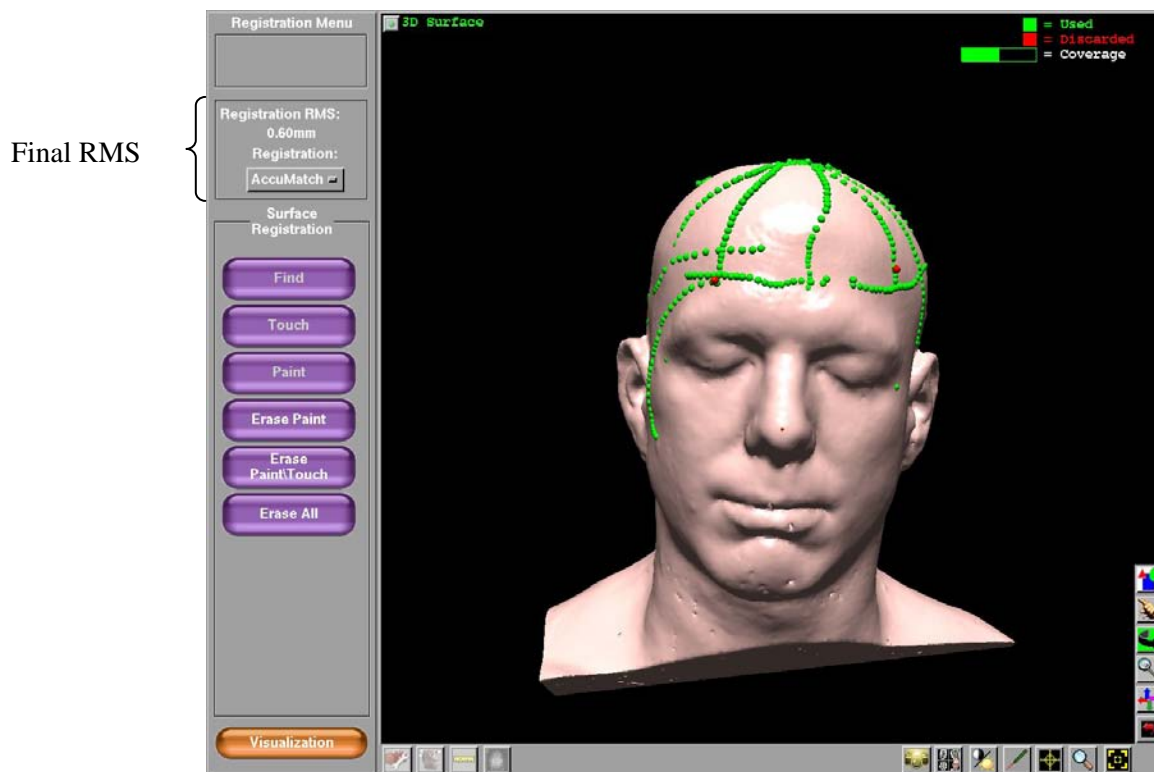 Final RMS
Registration Menu
Registration RMS:
0.60mm
Registration:
AccuMatch
Surface
Registration
Find
Touch
Paint
Erase Paint
Erase
Paint\Touch
Erase All
Visualization
3D Surface
= Used
= Discarded
= Coverage